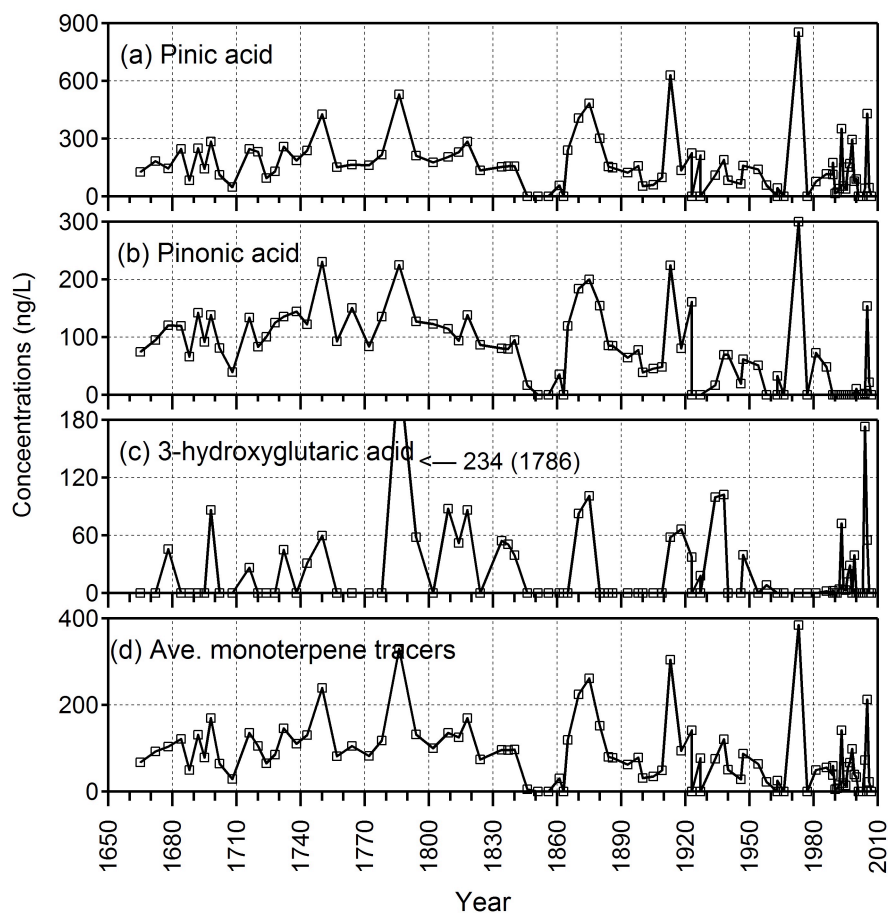 Conceentrations (ng/L)
900
600
300
0
(a) Pinic acid
300
200
100
0
(b) Pinonic acid
180
120
60
0
(c) 3-hydroxyglutaric acid
<— 234 (1786)
400
200
0
(d) Ave. monoterpene tracers
1650 1680 1710 1740 1770 1800 1830 1860 1890 1920 1950 1980 2010
Year